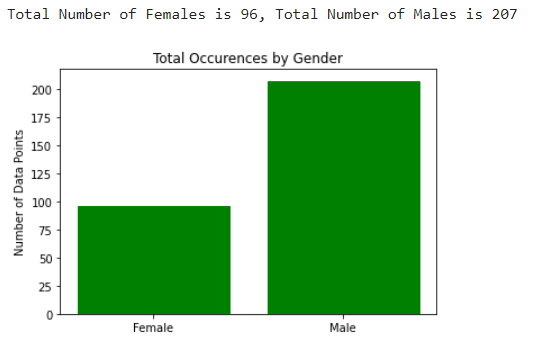 Total Number of Females is 96, Total Number of Males is 207
Total Occurences by Gender
Number of Data Points
200
175
150
125
100
75
50
25
0
Female Male